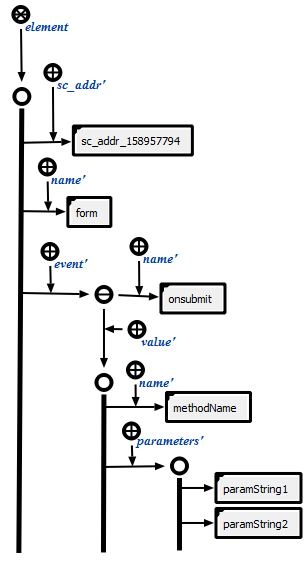 element
sc_addr'
sc_addr_158957794
name'
form
event'
name'
onsubmit
value'
name'
methodName
parameters'
paramString1
paramString2